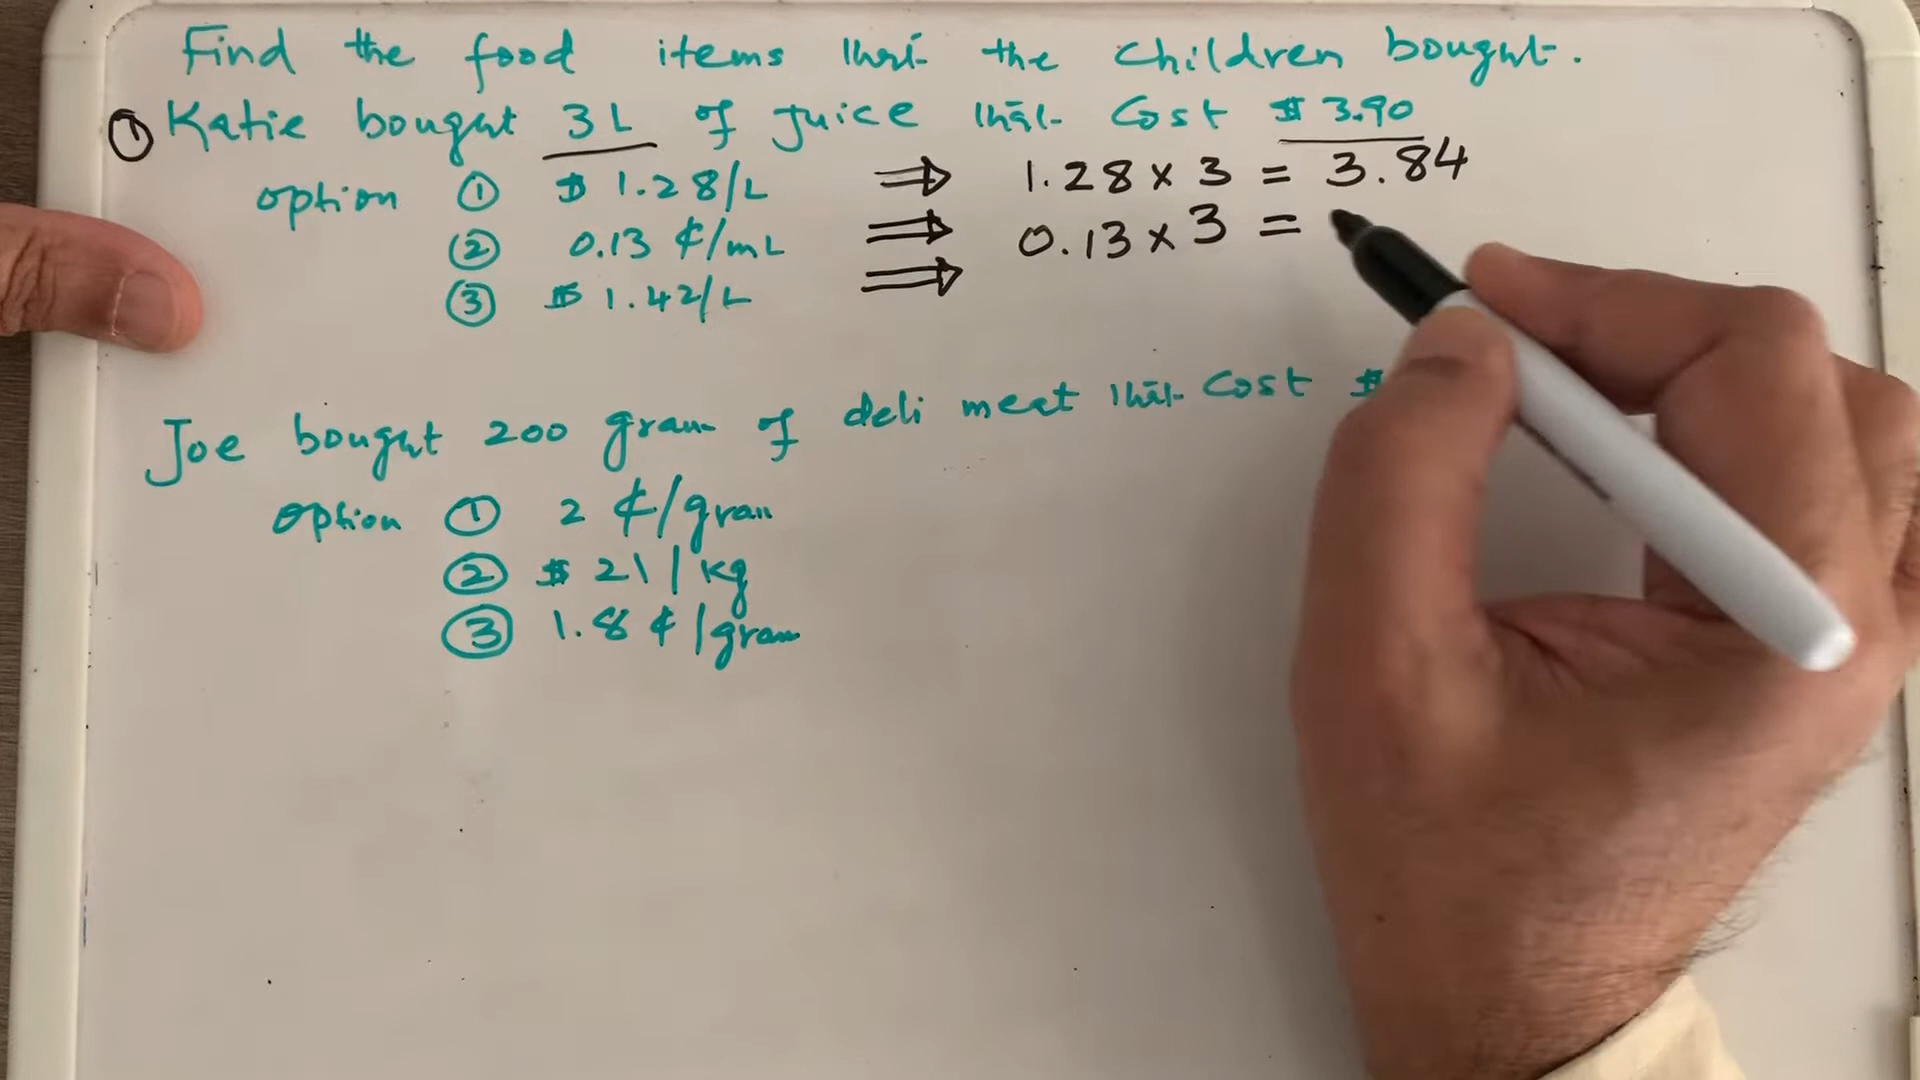 Find the food items that the children bought.
① Katie bought 3 L of Juice that Cost $ 3.90
option ① $ 1.28/L ⇒ 1.28 × 3 = 3.84
② 0.13 ¢/mL ⇒ 0.13 × 3 =
③ $ 1.42/L ⇒
Joe bought 200 gram of deli meat that Cost $
option ① 2 ¢/gram
② $ 21/kg
③ 1.8 ¢/gram